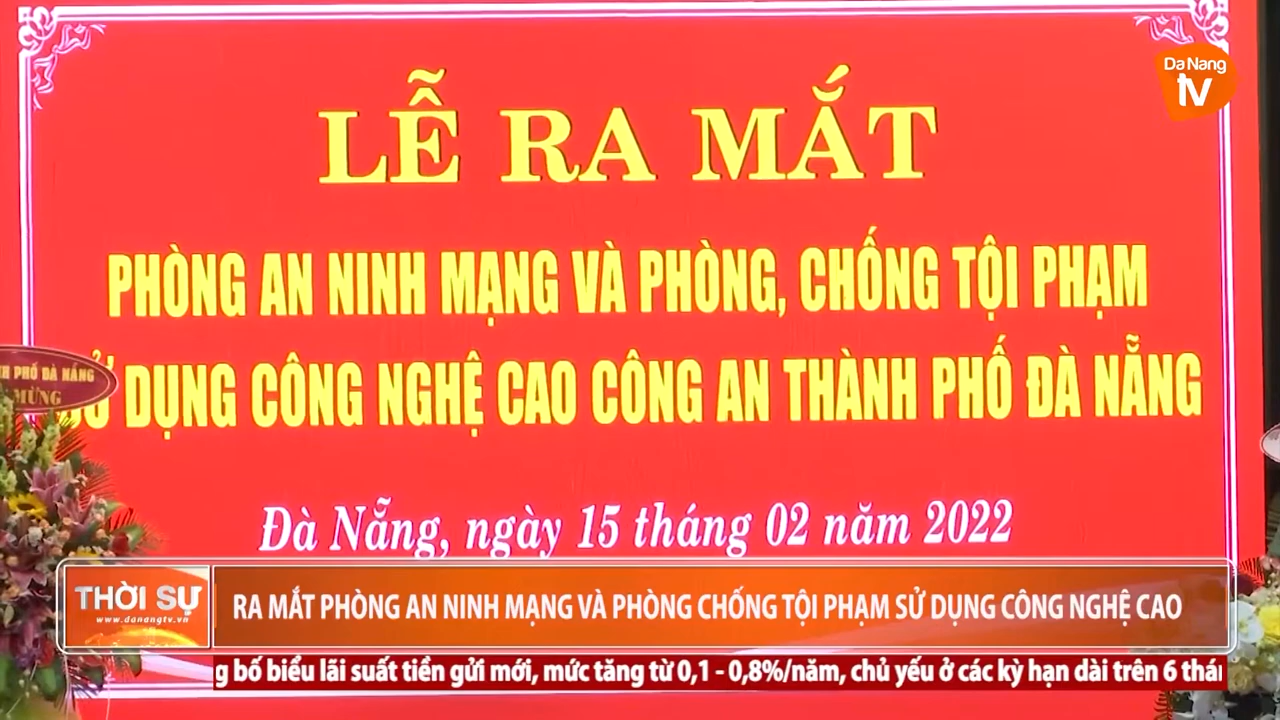 Da Nang
tv
LỄ RA MẮT
PHÒNG AN NINH MẠNG VÀ PHÒNG, CHỐNG TỘI PHẠM
DỤNG CÔNG NGHỆ CAO CÔNG AN THÀNH PHỐ ĐÀ NẴNG
PHỐ ĐÀ NẴNG
MỪNG
Đà Nẵng, ngày 15 tháng 02 năm 2022
THỜI SỰ
www.danangtv.vn
RA MẮT PHÒNG AN NINH MẠNG VÀ PHÒNG CHỐNG TỘI PHẠM SỬ DỤNG CÔNG NGHỆ CAO
bố biểu lãi suất tiền gửi mới, mức tăng từ 0,1 - 0,8%/năm, chủ yếu ở các kỳ hạn dài trên 6